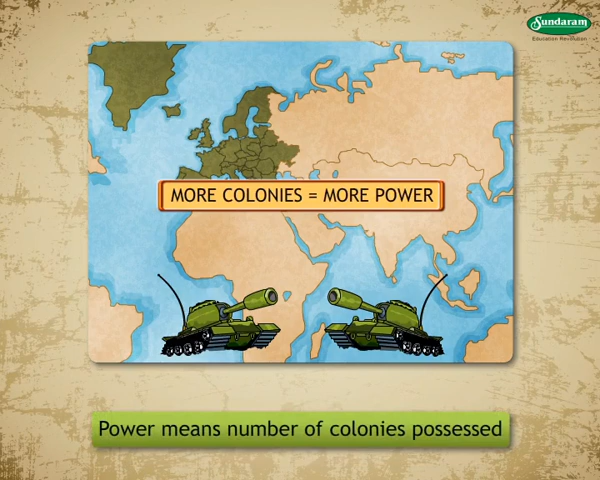 Sundaram
Education Revolution
MORE COLONIES = MORE POWER
Power means number of colonies possessed